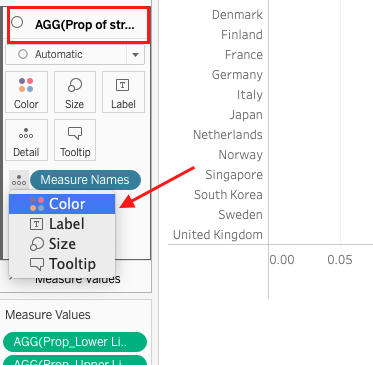 AGG(Prop of str...
Automatic
Color Size Label
Detail Tooltip
Measure Names
Color
Label
Size
Tooltip
Measure Values
Measure Values
AGG(Prop_Lower Li..
AGG(Prop_Upper Li..
Denmark
Finland
France
Germany
Italy
Japan
Netherlands
Norway
Singapore
South Korea
Sweden
United Kingdom
0.00 0.05